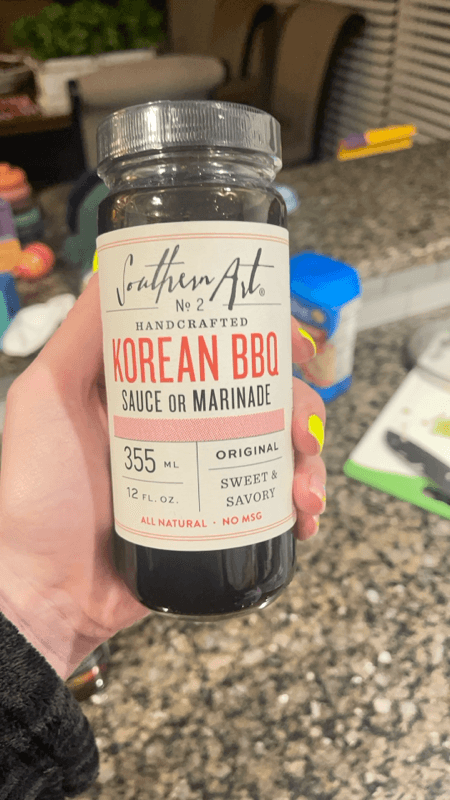 Southern Art®
No 2
HANDCRAFTED
KOREAN BBQ
SAUCE OR MARINADE
355 ML
12 FL. OZ.
ORIGINAL
SWEET &
SAVORY
ALL NATURAL · NO MSG